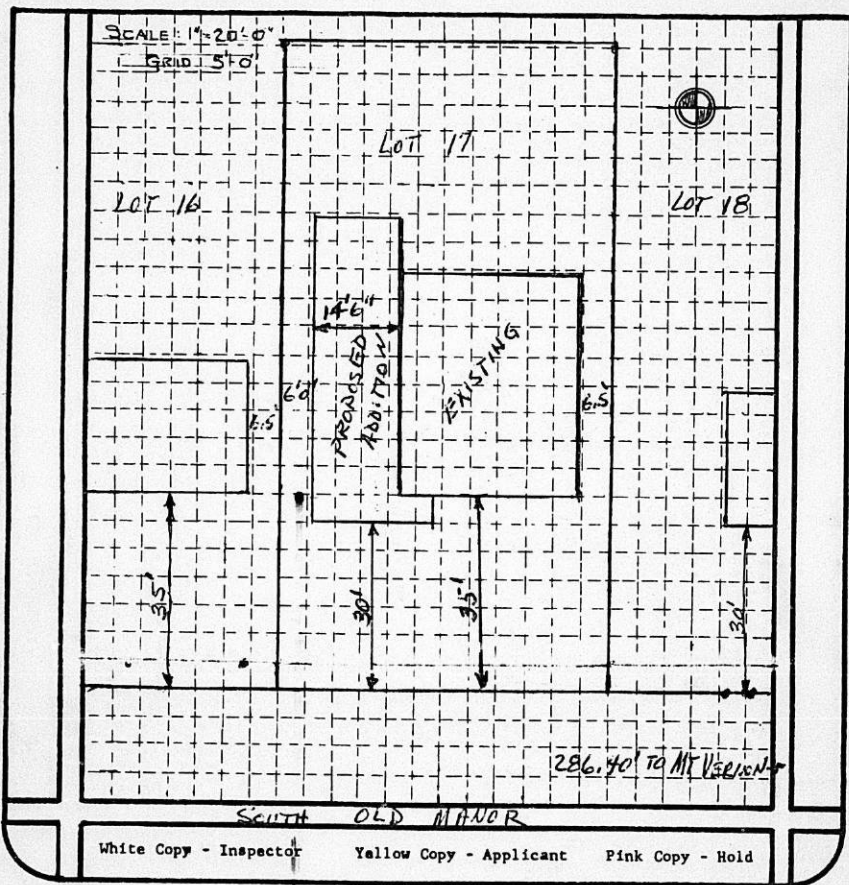 SCALE: 1"=20'-0"
GRID 5'-0"
LOT 17
LOT 16
LOT 18
14'6"
PROPOSED
ADDITION
EXISTING
6'0"
6.5'
6.5'
35'
30'
35'
30'
286.40' TO MT VERNON
SOUTH OLD MANOR
White Copy - Inspector Yellow Copy - Applicant Pink Copy - Hold